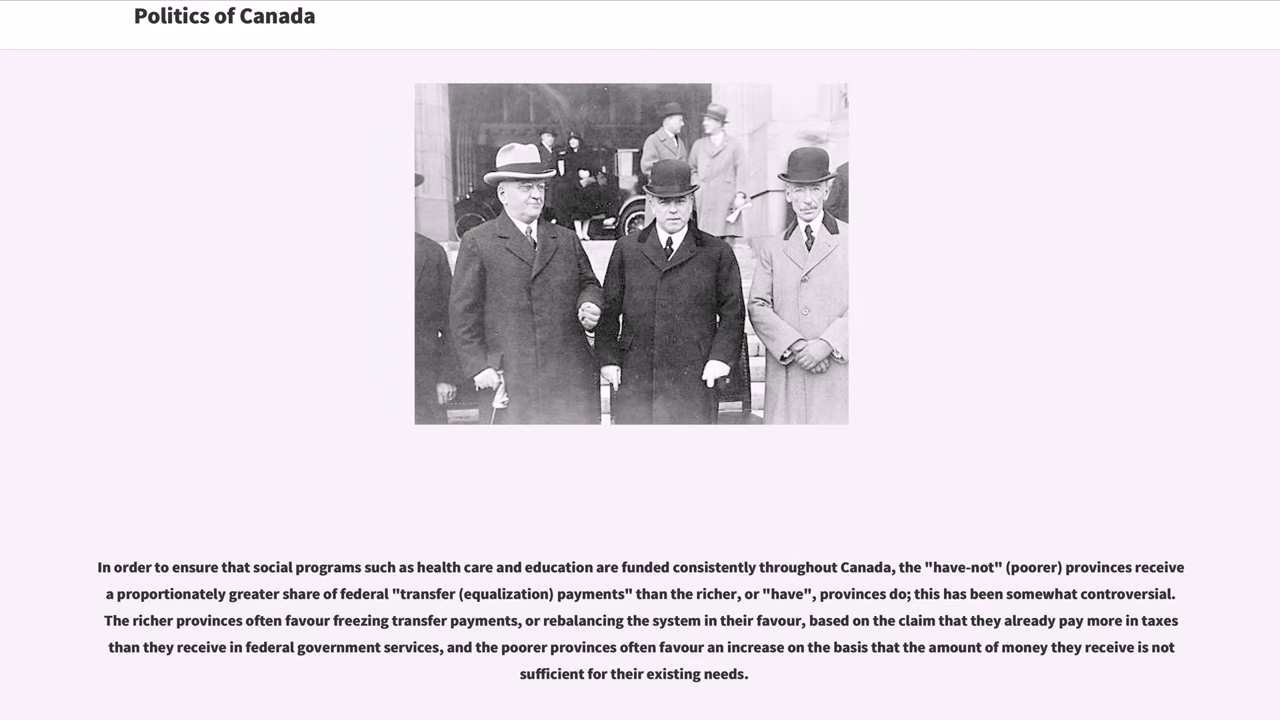 Politics of Canada
In order to ensure that social programs such as health care and education are funded consistently throughout Canada, the "have-not" (poorer) provinces receive
a proportionately greater share of federal "transfer (equalization) payments" than the richer, or "have", provinces do; this has been somewhat controversial.
The richer provinces often favour freezing transfer payments, or rebalancing the system in their favour, based on the claim that they already pay more in taxes
than they receive in federal government services, and the poorer provinces often favour an increase on the basis that the amount of money they receive is not
sufficient for their existing needs.